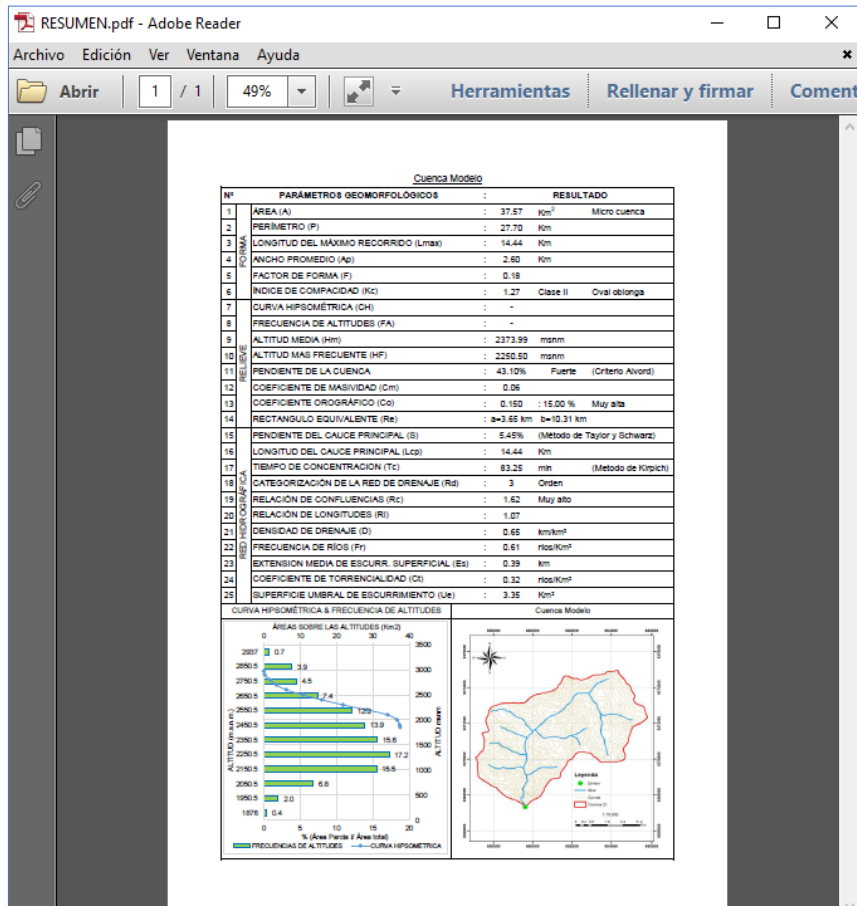 RESUMEN.pdf - Adobe Reader
Archivo Edición Ver Ventana Ayuda
Abrir 1 / 1 49% Herramientas Rellenar y firmar Coment
Cuenca Modelo
Nº PARÁMETROS GEOMORFOLÓGICOS : RESULTADO
FORMA
1 ÁREA (A) : 37.57 Km² Micro cuenca
2 PERÍMETRO (P) : 27.70 Km
3 LONGITUD DEL MÁXIMO RECORRIDO (Lmax) : 14.44 Km
4 ANCHO PROMEDIO (Ap) : 2.60 Km
5 FACTOR DE FORMA (F) : 0.18
6 ÍNDICE DE COMPACIDAD (Kc) : 1.27 Clase II Oval oblonga
RELIEVE
7 CURVA HIPSOMÉTRICA (CH) : -
8 FRECUENCIA DE ALTITUDES (FA) : -
9 ALTITUD MEDIA (Hm) : 2373.99 msnm
10 ALTITUD MAS FRECUENTE (HF) : 2250.50 msnm
11 PENDIENTE DE LA CUENCA : 43.10% Fuerte (Criterio Alvord)
12 COEFICIENTE DE MASIVIDAD (Cm) : 0.06
13 COEFICIENTE OROGRÁFICO (Co) : 0.150 : 15.00 % Muy alta
14 RECTANGULO EQUIVALENTE (Re) : a=3.65 km b=10.31 km
RED HIDROGRÁFICA
15 PENDIENTE DEL CAUCE PRINCIPAL (S) : 5.45% (Método de Taylor y Schwarz)
16 LONGITUD DEL CAUCE PRINCIPAL (Lcp) : 14.44 Km
17 TIEMPO DE CONCENTRACION (Tc) : 83.25 min (Metodo de Kirpich)
18 CATEGORIZACIÓN DE LA RED DE DRENAJE (Rd) : 3 Orden
19 RELACIÓN DE CONFLUENCIAS (Rc) : 1.62 Muy alto
20 RELACIÓN DE LONGITUDES (Rl) : 1.07
21 DENSIDAD DE DRENAJE (D) : 0.65 km/km²
22 FRECUENCIA DE RÍOS (Fr) : 0.61 rios/Km²
23 EXTENSION MEDIA DE ESCURR. SUPERFICIAL (Es) : 0.39 km
24 COEFICIENTE DE TORRENCIALIDAD (Ct) : 0.32 rios/Km²
25 SUPERFICIE UMBRAL DE ESCURRIMIENTO (Ue) : 3.35 Km²
CURVA HIPSOMÉTRICA & FRECUENCIA DE ALTITUDES Cuenca Modelo
ÁREAS SOBRE LAS ALTITUDES (Km2)
0 10 20 30 40
3500
3000
2500
2000
1500
1000
500
0
ALTITUD msnm
ALTITUD (m.s.n.m.)
2937 0.7
2850.5 3.9
2750.5 4.5
2650.5 7.4
2550.5
2450.5 13.9
2350.5 15.6
2250.5 17.2
2150.5 15.5
2050.5 6.8
1950.5 2.0
1876 0.4
0 5 10 15 20
% (Área Parcial/ Área total)
FRECUENCIAS DE ALTITUDES CURVA HIPSOMETRICA
Leyenda